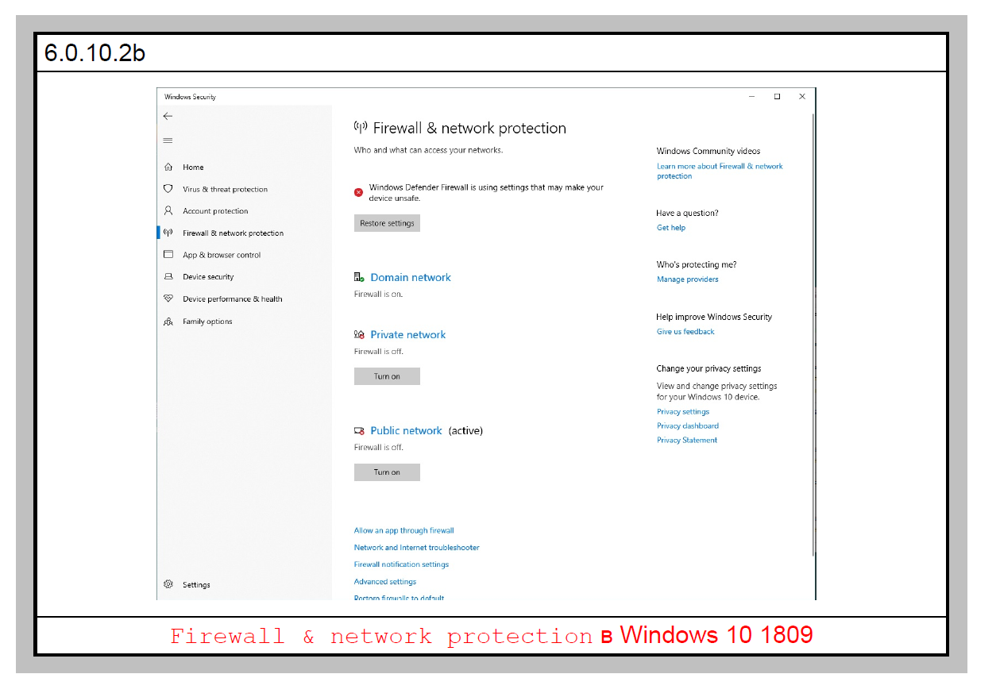 6.0.10.2b
Windows Security
Home
Virus & threat protection
Account protection
Firewall & network protection
App & browser control
Device security
Device performance & health
Family options
Settings
Firewall & network protection
Who and what can access your networks.
Windows Defender Firewall is using settings that may make your
device unsafe.
Restore settings
Domain network
Firewall is on.
Private network
Firewall is off.
Turn on
Public network (active)
Firewall is off.
Turn on
Allow an app through firewall
Network and Internet troubleshooter
Firewall notification settings
Advanced settings
Restore firewalls to default
Windows Community videos
Learn more about Firewall & network
protection
Have a question?
Get help
Who's protecting me?
Manage providers
Help improve Windows Security
Give us feedback
Change your privacy settings
View and change privacy settings
for your Windows 10 device.
Privacy settings
Privacy dashboard
Privacy Statement
Firewall & network protection в Windows 10 1809